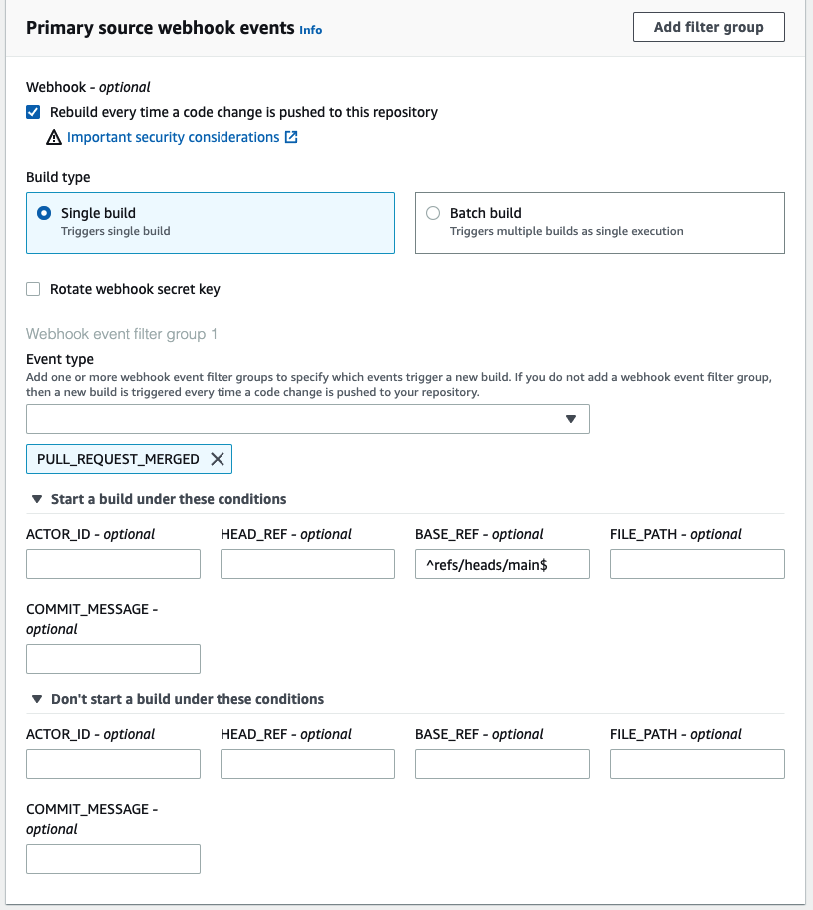 Primary source webhook events Info
Add filter group
Webhook - optional
Rebuild every time a code change is pushed to this repository
Important security considerations
Build type
Single build
Triggers single build
Batch build
Triggers multiple builds as single execution
Rotate webhook secret key
Webhook event filter group 1
Event type
Add one or more webhook event filter groups to specify which events trigger a new build. If you do not add a webhook event filter group,
then a new build is triggered every time a code change is pushed to your repository.
PULL_REQUEST_MERGED
Start a build under these conditions
ACTOR_ID - optional
HEAD_REF - optional
BASE_REF - optional
FILE_PATH - optional
^refs/heads/main$
COMMIT_MESSAGE -
optional
Don't start a build under these conditions
ACTOR_ID - optional
HEAD_REF - optional
BASE_REF - optional
FILE_PATH - optional
COMMIT_MESSAGE -
optional